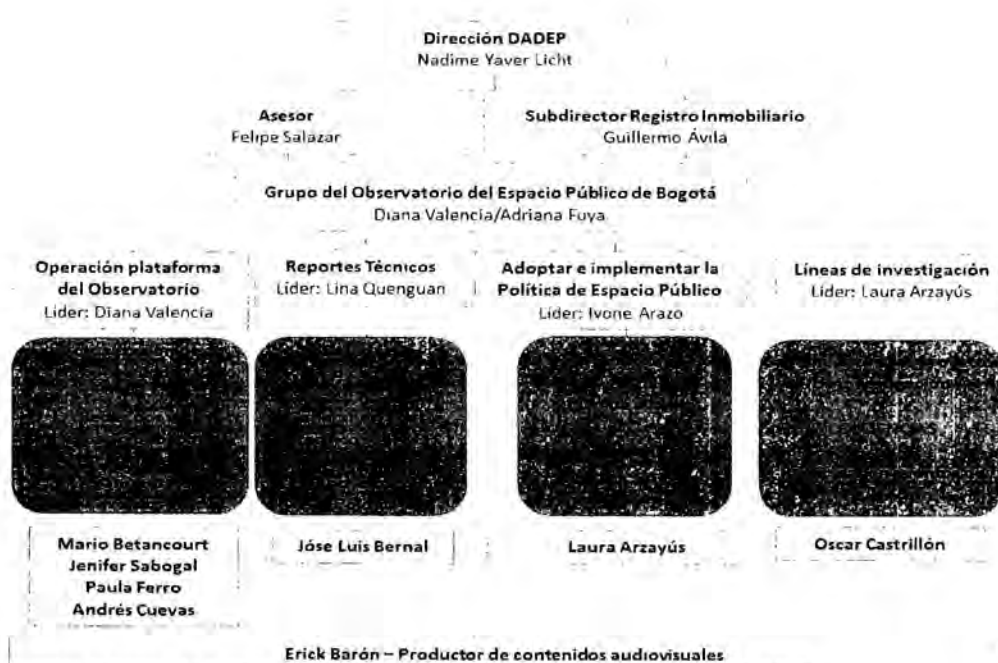 Dirección DADEP
Nadime Yaver Licht
Asesor
Felipe Salazar
Subdirector Registro Inmobiliario
Guillermo Ávila
Grupo del Observatorio del Espacio Público de Bogotá
Diana Valencia/Adriana Fuya
Operación plataforma
del Observatorio
Líder: Diana Valencia
Reportes Técnicos
Líder: Lina Quenguan
Adoptar e implementar la
Política de Espacio Público
Líder: Ivone Arazo
Líneas de investigación
Líder: Laura Arzayús
Mario Betancourt
Jenifer Sabogal
Paula Ferro
Andrés Cuevas
Jóse Luis Bernal
Laura Arzayús
Oscar Castrillón
Erick Barón – Productor de contenidos audiovisuales